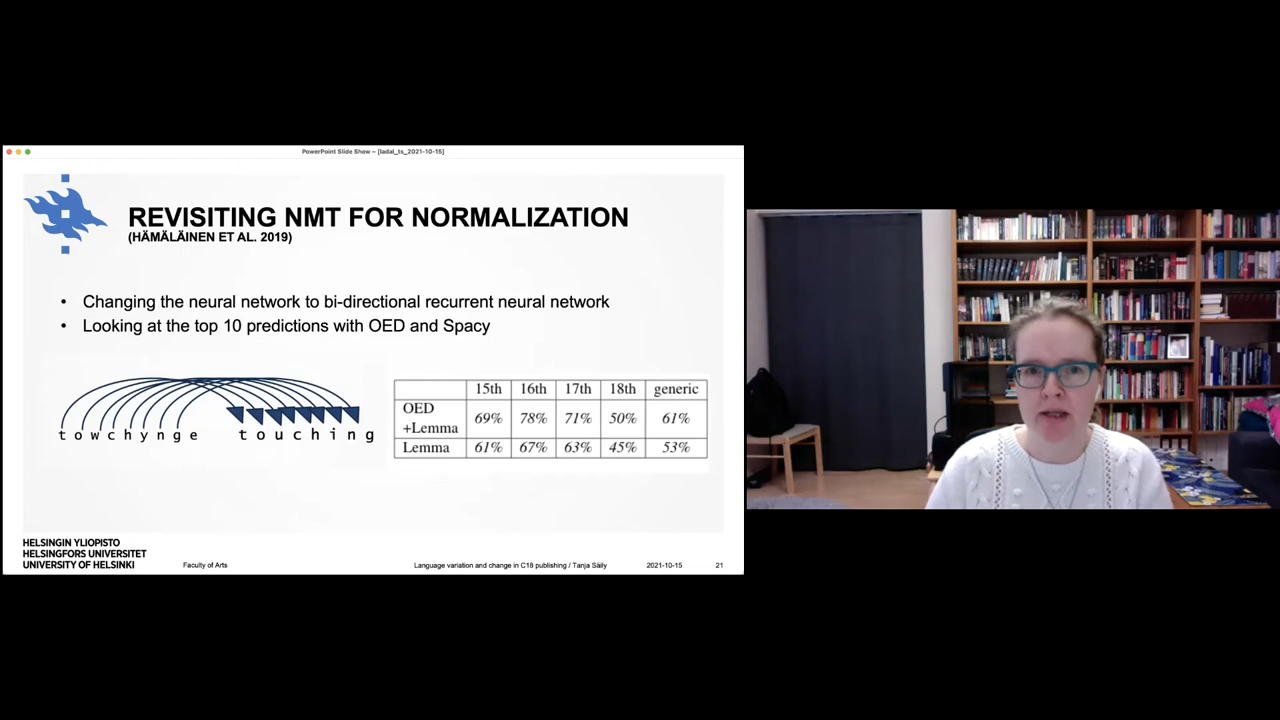 PowerPoint Slide Show – [ladal_ts_2021-10-15]
REVISITING NMT FOR NORMALIZATION
(HÄMÄLÄINEN ET AL. 2019)
• Changing the neural network to bi-directional recurrent neural network
• Looking at the top 10 predictions with OED and Spacy
towchynge touching
15th 16th 17th 18th generic
OED +Lemma 69% 78% 71% 50% 61%
Lemma 61% 67% 63% 45% 53%
HELSINGIN YLIOPISTO
HELSINGFORS UNIVERSITET
UNIVERSITY OF HELSINKI
Faculty of Arts
Language variation and change in C18 publishing / Tanja Säily
2021-10-15
21